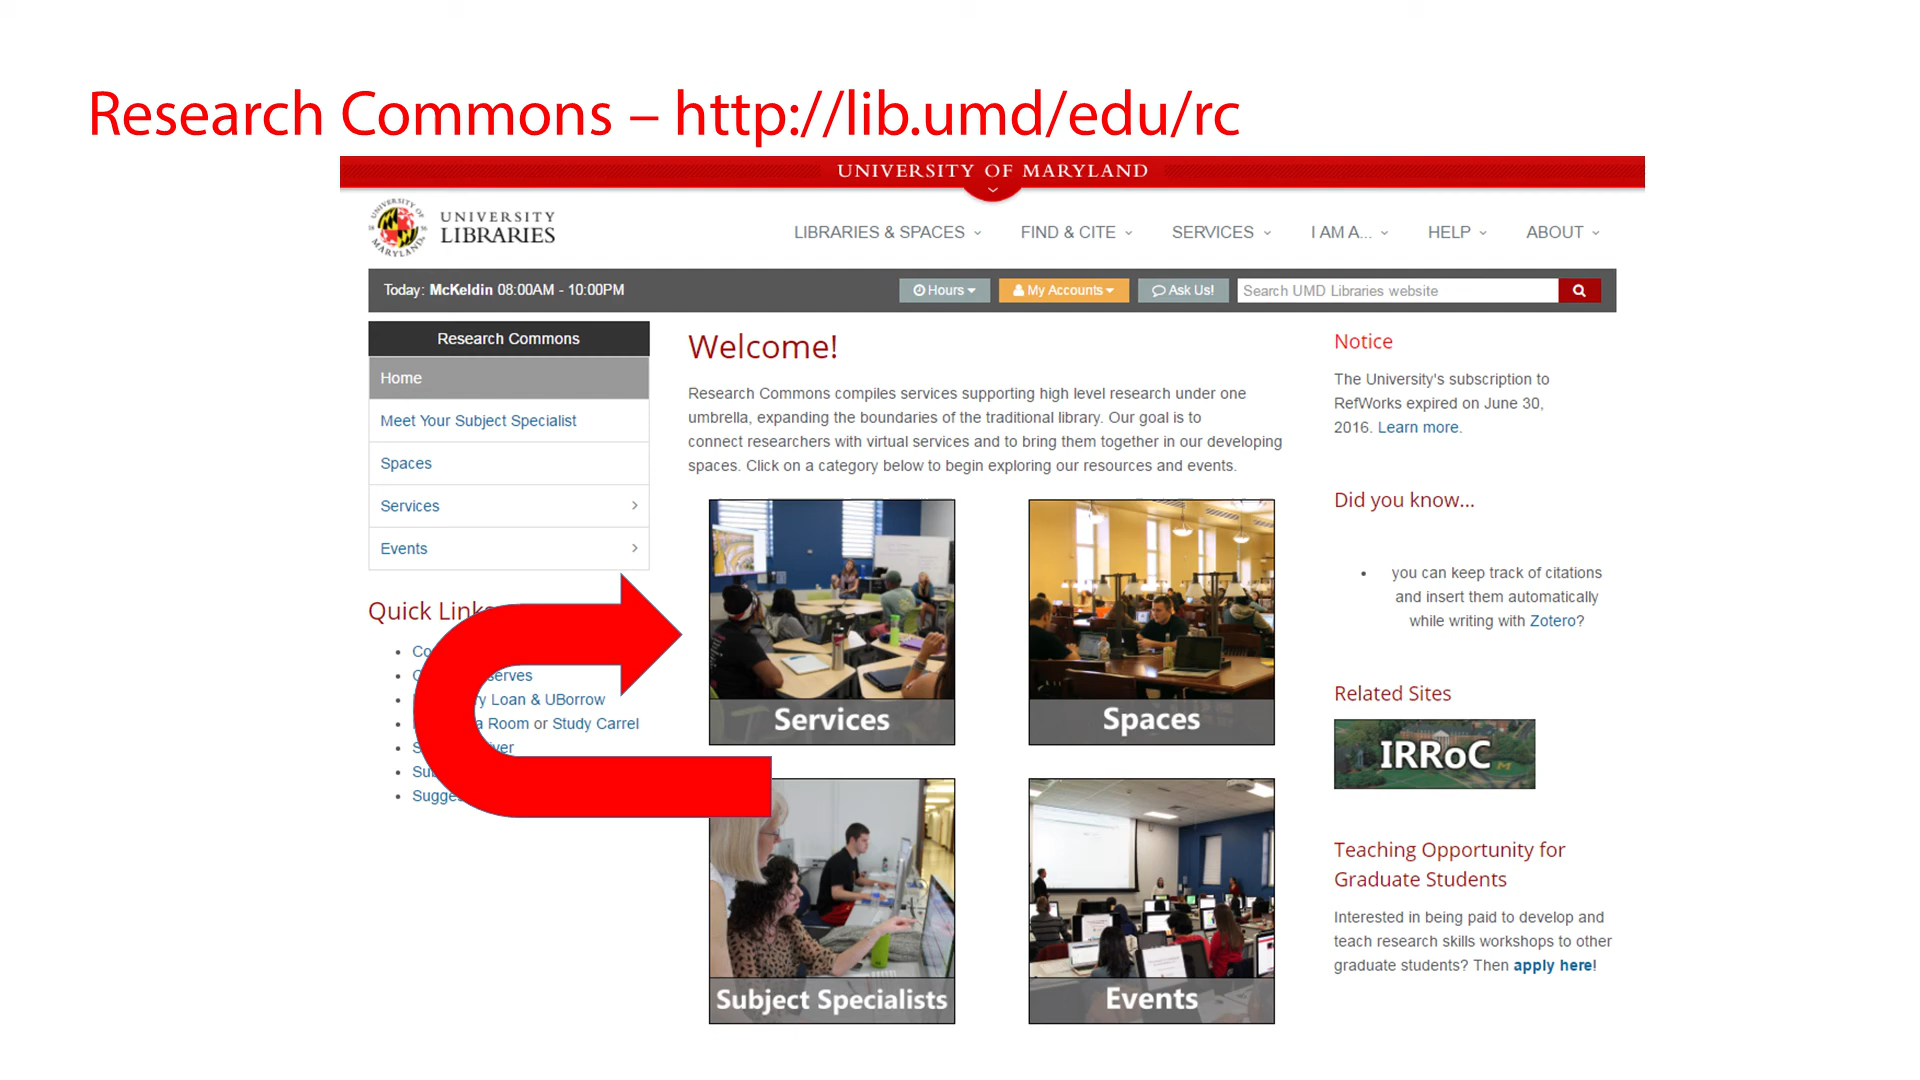 Research Commons – http://lib.umd/edu/rc
UNIVERSITY OF MARYLAND
UNIVERSITY
LIBRARIES
LIBRARIES & SPACES
FIND & CITE
SERVICES
I AM A...
HELP
ABOUT
Today: McKeldin 08:00AM - 10:00PM
Hours
My Accounts
Ask Us!
Search UMD Libraries website
Research Commons
Home
Meet Your Subject Specialist
Spaces
Services
Events
Quick Links
serves
Loan & UBorrow
a Room or Study Carrel
Welcome!
Research Commons compiles services supporting high level research under one
umbrella, expanding the boundaries of the traditional library. Our goal is to
connect researchers with virtual services and to bring them together in our developing
spaces. Click on a category below to begin exploring our resources and events.
Services
Spaces
Subject Specialists
Events
Notice
The University's subscription to
RefWorks expired on June 30,
2016. Learn more.
Did you know...
you can keep track of citations
and insert them automatically
while writing with Zotero?
Related Sites
IRRoC
Teaching Opportunity for
Graduate Students
Interested in being paid to develop and
teach research skills workshops to other
graduate students? Then apply here!